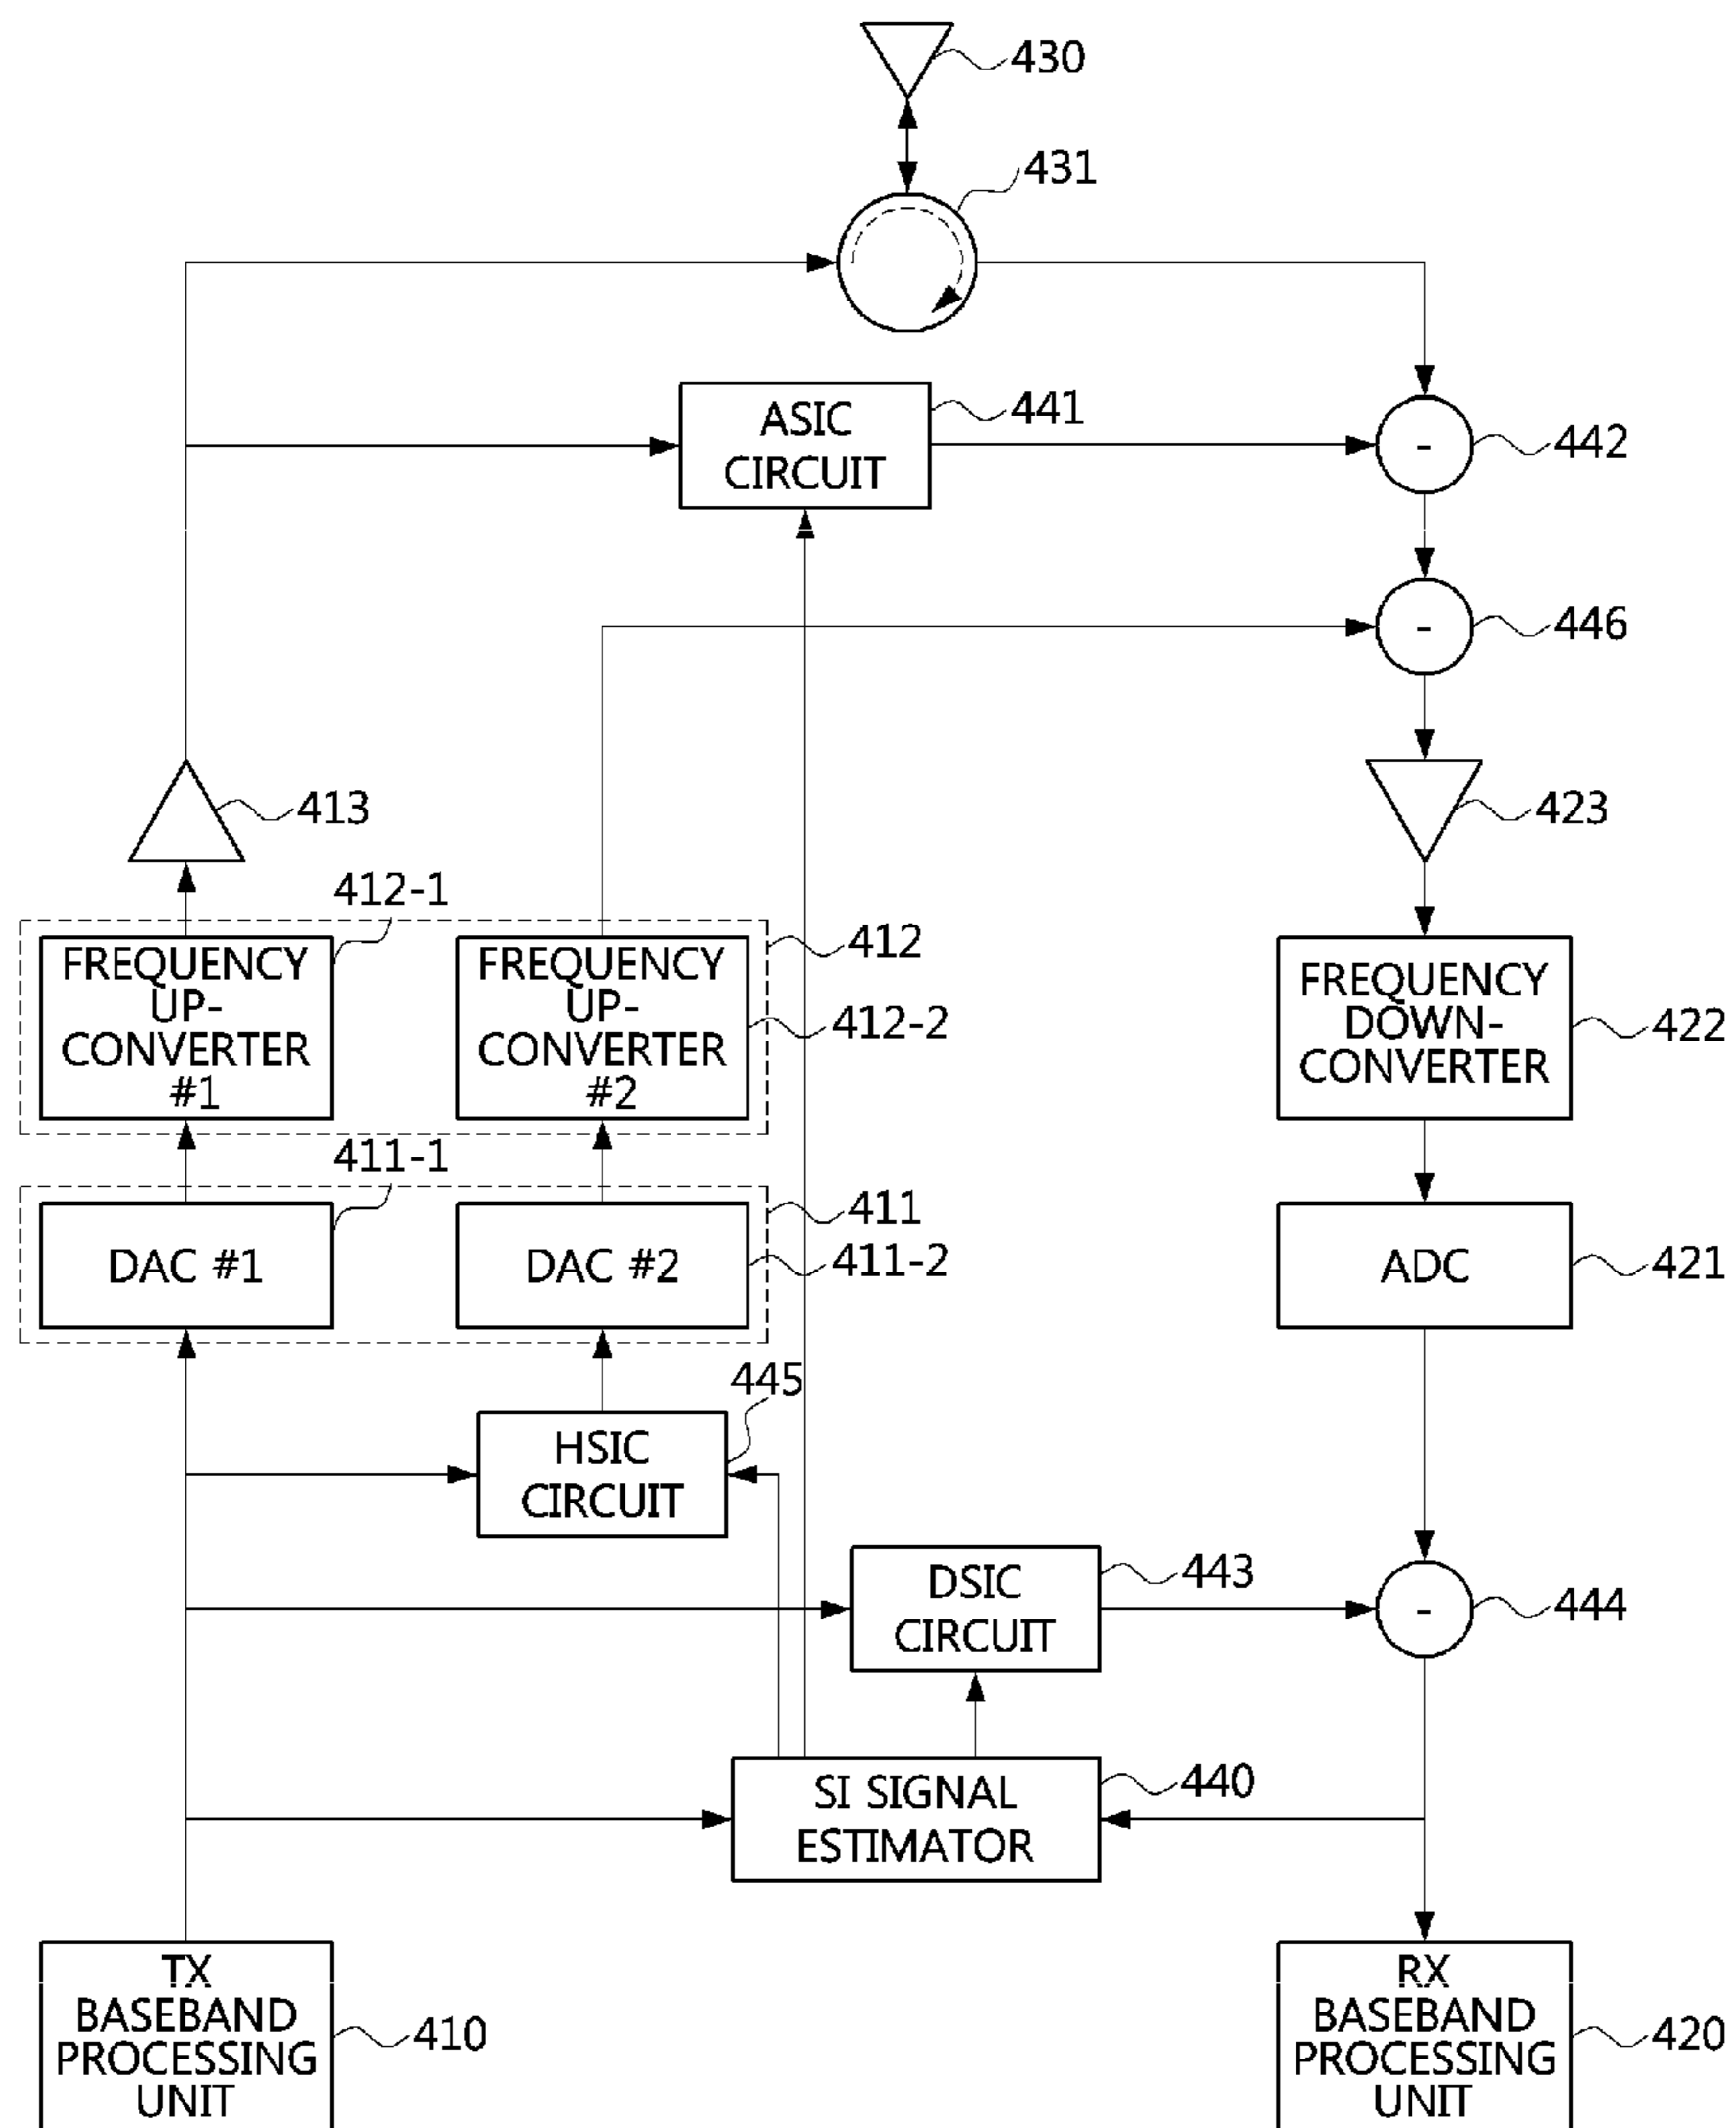 430
431
ASIC
CIRCUIT
441
442
446
413
423
412-1
FREQUENCY
UP-
CONVERTER
#1
FREQUENCY
UP-
CONVERTER
#2
412
412-2
FREQUENCY
DOWN-
CONVERTER
422
411-1
DAC #1
DAC #2
411
411-2
ADC
421
445
HSIC
CIRCUIT
DSIC
CIRCUIT
443
444
SI SIGNAL
ESTIMATOR
440
TX
BASEBAND
PROCESSING
UNIT
410
RX
BASEBAND
PROCESSING
UNIT
420